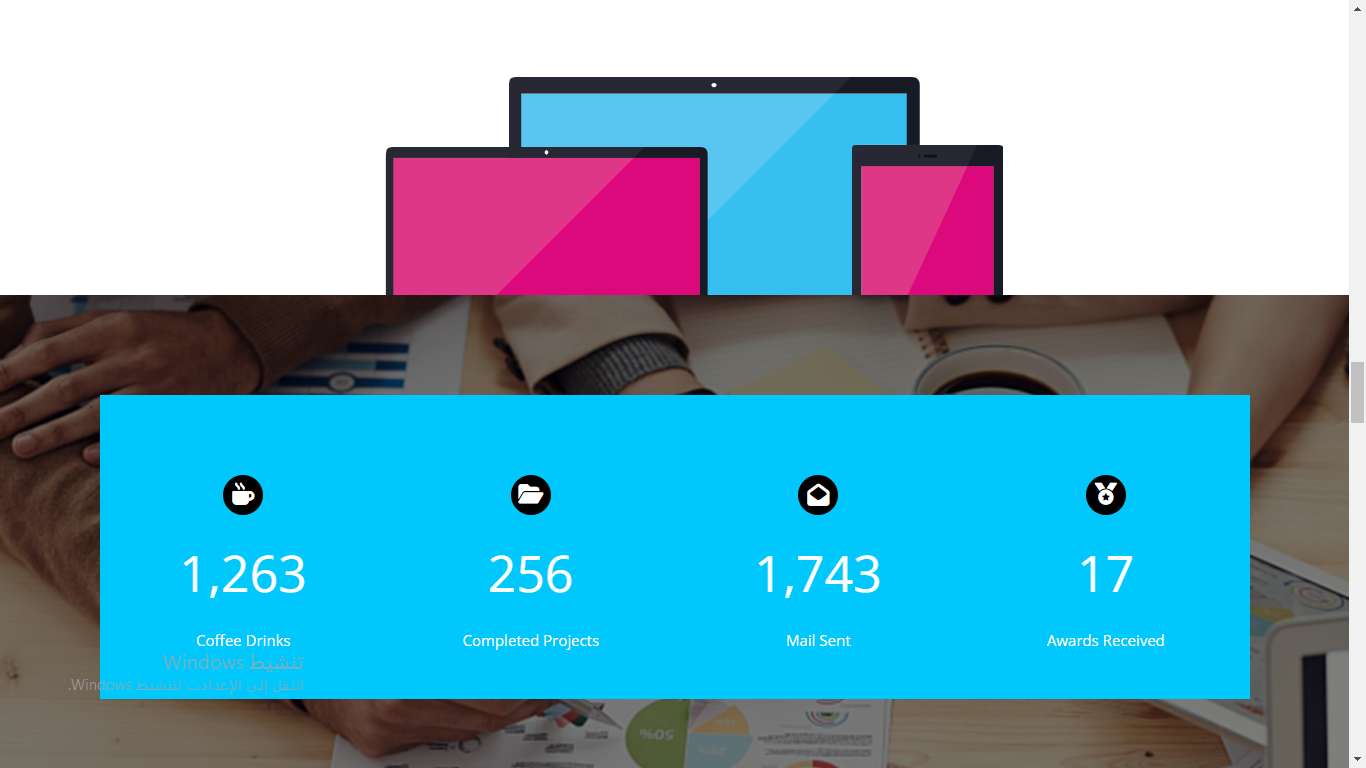 1,263
256
1,743
17
Coffee Drinks
Completed Projects
Mail Sent
Awards Received
تنشيط Windows
انتقل إلى الإعدادات لتنشيط Windows.
50%